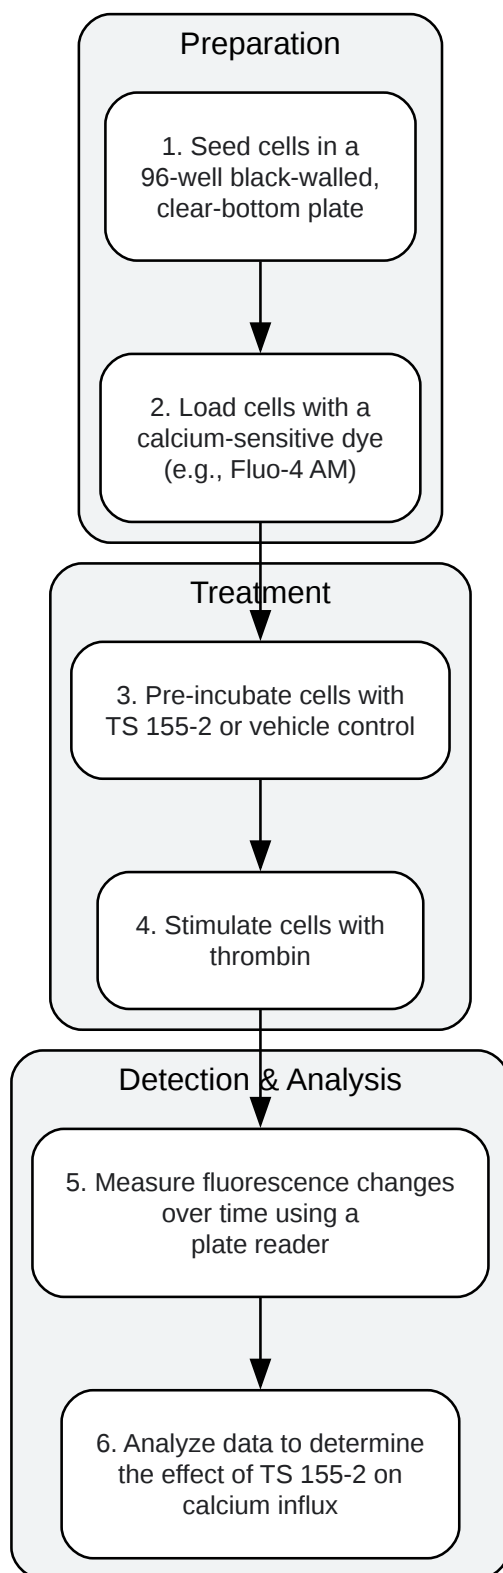 Preparation
1. Seed cells in a
96-well black-walled,
clear-bottom plate
2. Load cells with a
calcium-sensitive dye
(e.g., Fluo-4 AM)
Treatment
3. Pre-incubate cells with
TS 155-2 or vehicle control
4. Stimulate cells with
thrombin
Detection & Analysis
5. Measure fluorescence changes
over time using a
plate reader
6. Analyze data to determine
the effect of TS 155-2 on
calcium influx